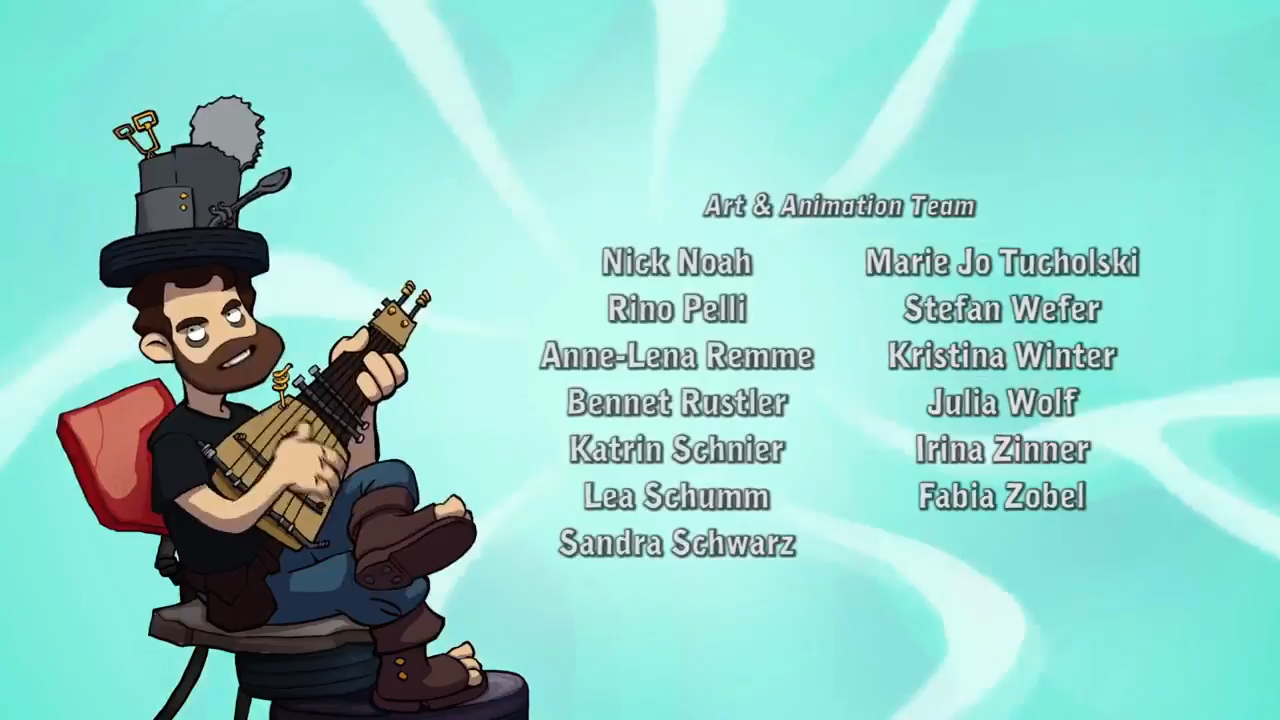 Art & Animation Team
Nick Noah
Rino Pelli
Anne-Lena Remme
Bennet Rustler
Katrin Schnier
Lea Schumm
Sandra Schwarz
Marie Jo Tucholski
Stefan Wefer
Kristina Winter
Julia Wolf
Irina Zinner
Fabia Zobel